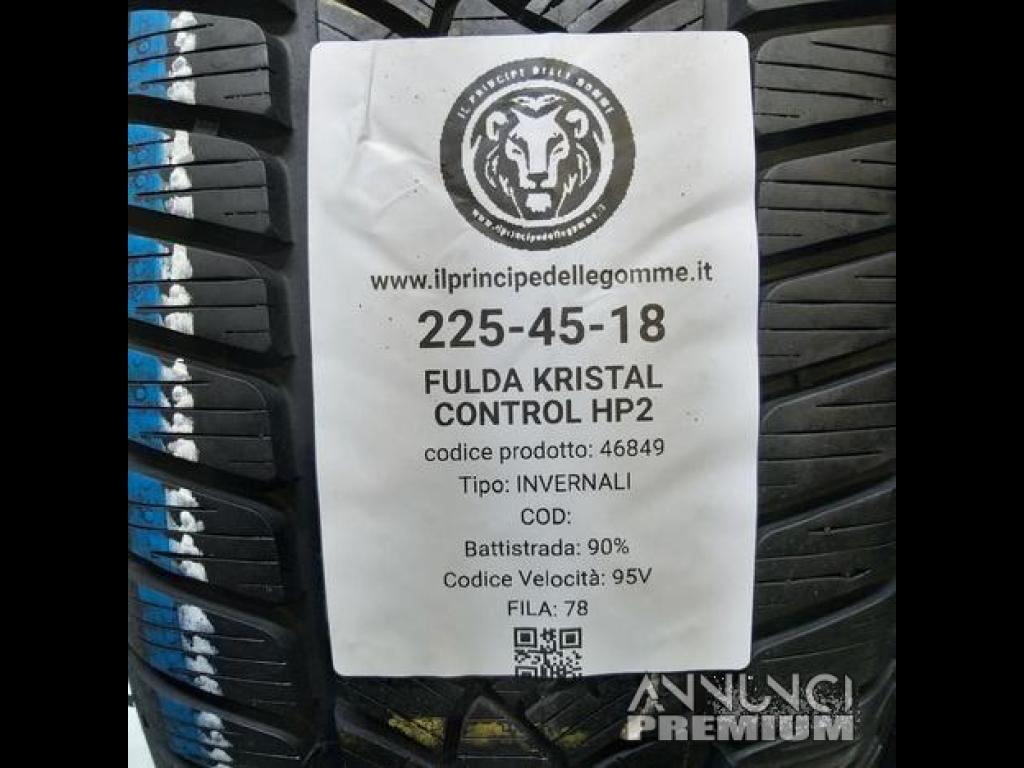 IL PRINCIPE DELLE GOMME
www.ilprincipedellegomme.it
www.ilprincipedellegomme.it
225-45-18
FULDA KRISTAL
CONTROL HP2
codice prodotto: 46849
Tipo: INVERNALI
COD:
Battistrada: 90%
Codice Velocità: 95V
FILA: 78
ANNUNCI
PREMIUM